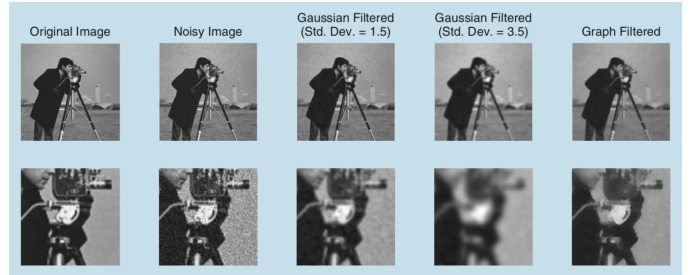 Original Image
Noisy Image
Gaussian Filtered
(Std. Dev. = 1.5)
Gaussian Filtered
(Std. Dev. = 3.5)
Graph Filtered